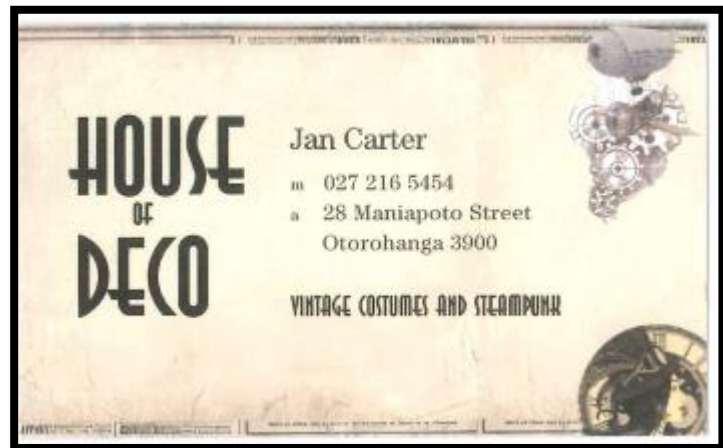 HOUSE
OF
DECO
Jan Carter
m 027 216 5454
a 28 Maniapoto Street
Otorohanga 3900
VINTAGE COSTUMES AND STEAMPUNK